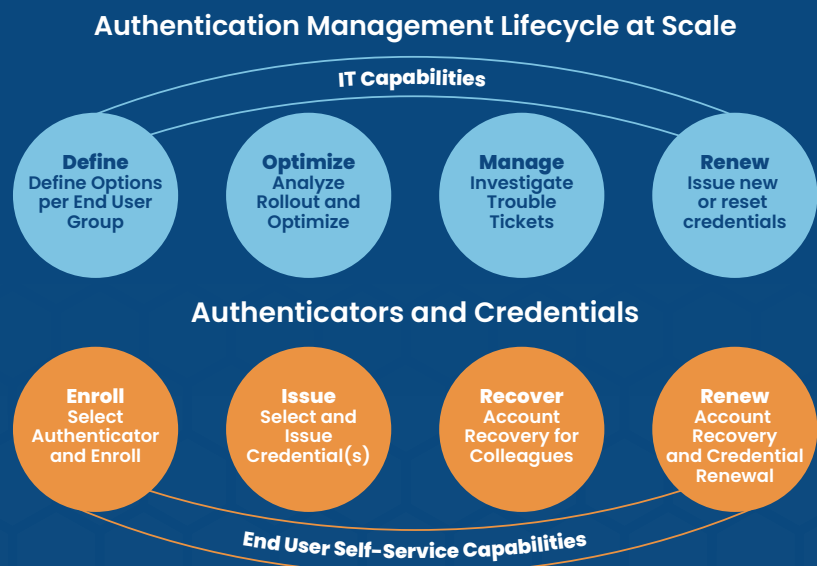 Authentication Management Lifecycle at Scale
IT Capabilities
Define
Define Options
per End User
Group
Optimize
Analyze
Rollout and
Optimize
Manage
Investigate
Trouble
Tickets
Renew
Issue new
or reset
credentials
Authenticators and Credentials
Enroll
Select
Authenticator
and Enroll
Issue
Select and
Issue
Credential(s)
Recover
Account
Recovery for
Colleagues
Renew
Account
Recovery
and Credential
Renewal
End User Self-Service Capabilities